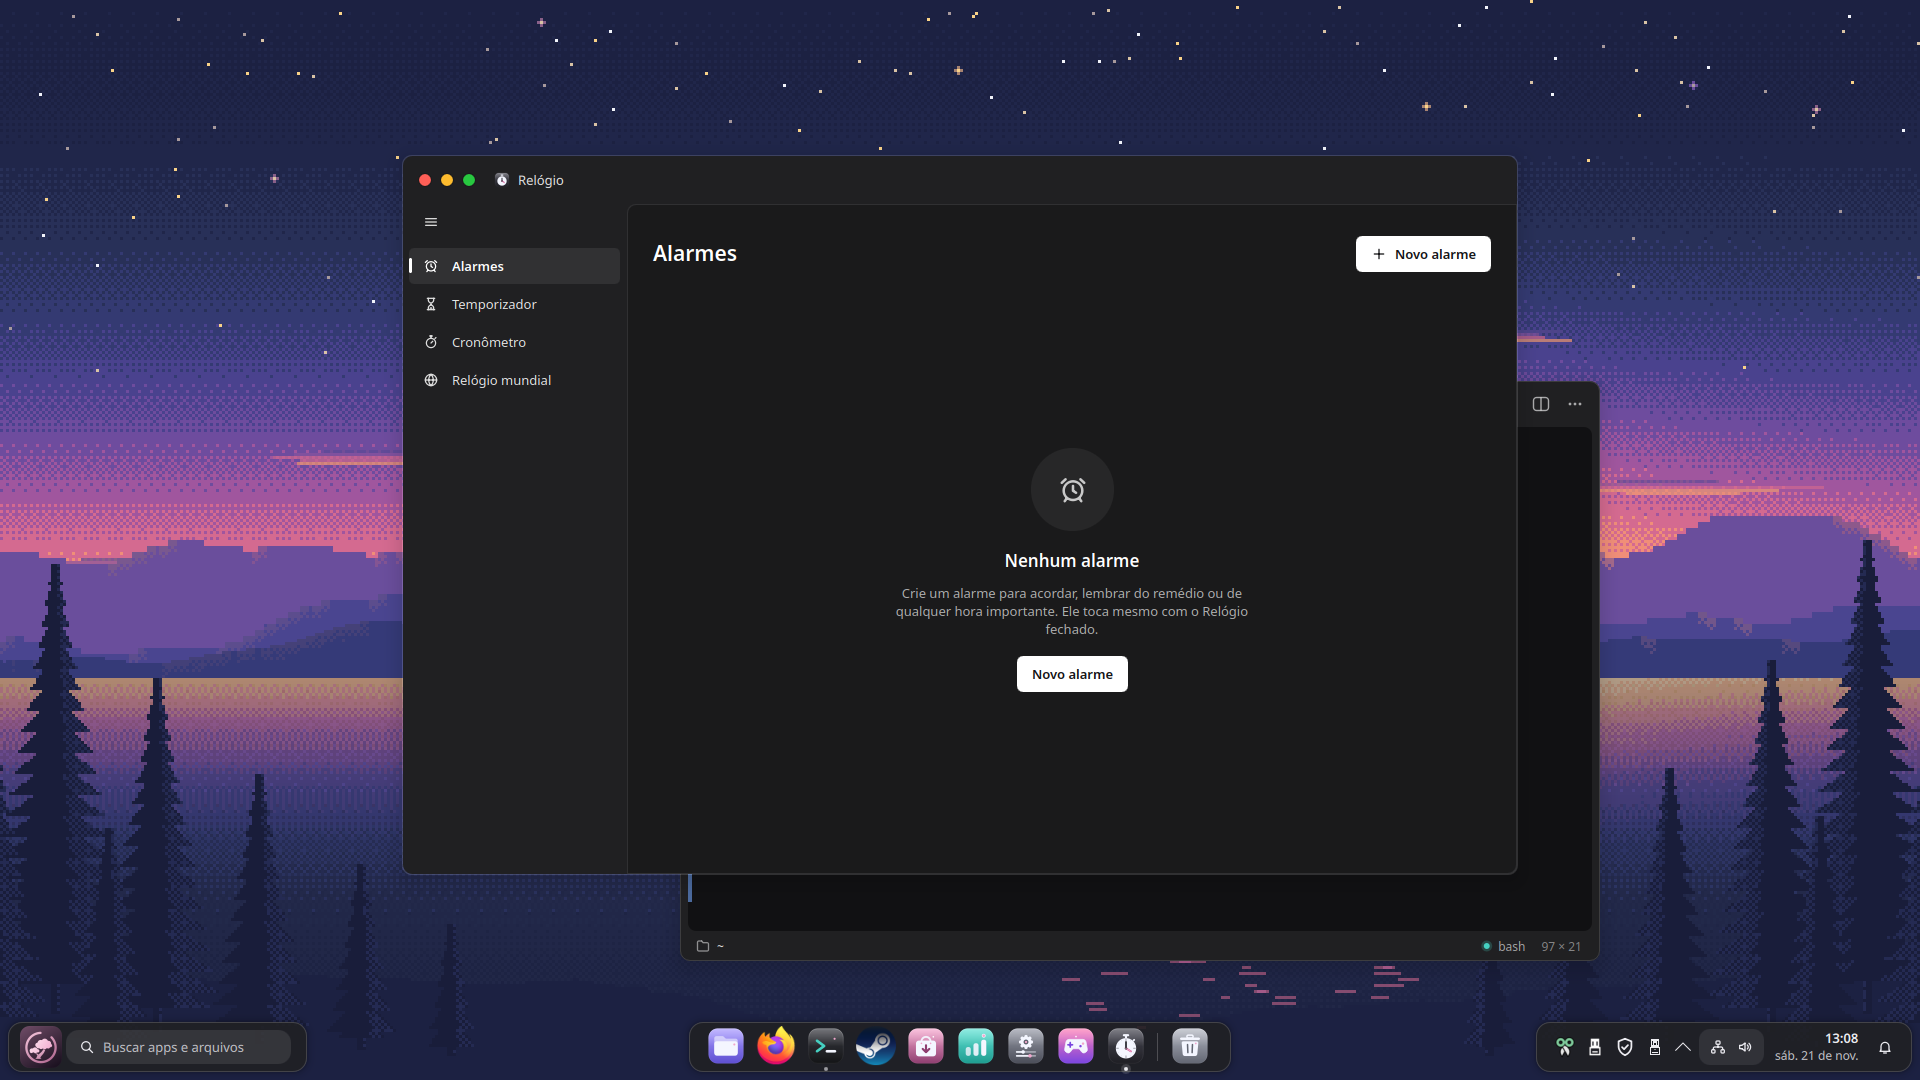 Relógio
Alarmes
Temporizador
Cronômetro
Relógio mundial
Alarmes
Novo alarme
Nenhum alarme
Crie um alarme para acordar, lembrar do remédio ou de
qualquer hora importante. Ele toca mesmo com o Relógio
fechado.
Novo alarme
~
bash
97 × 21
Buscar apps e arquivos
13:08
sáb. 21 de nov.